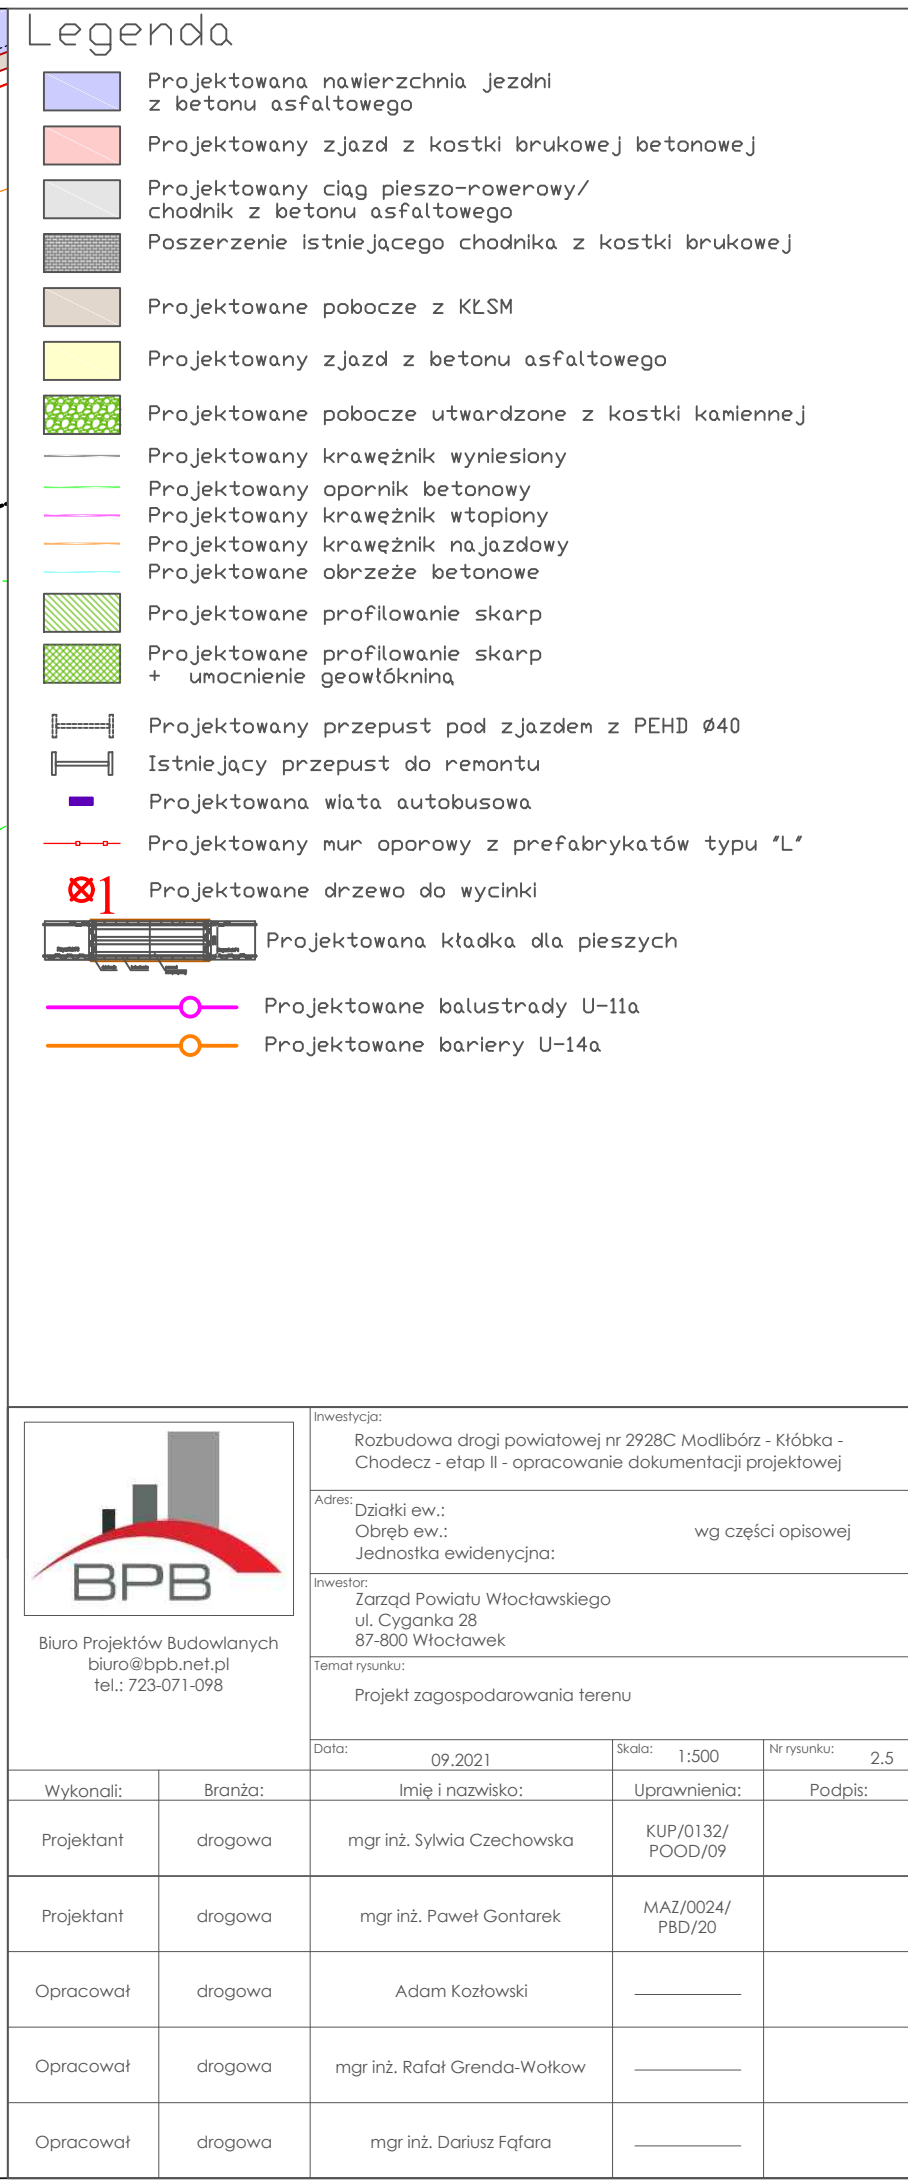 Legenda
Projektowana nawierzchnia jezdni
z betonu asfaltowego
Projektowany zjazd z kostki brukowej betonowej
Projektowany ciąg pieszo-rowerowy/
chodnik z betonu asfaltowego
Poszerzenie istniejącego chodnika z kostki brukowej
Projektowane pobocze z KŁSM
Projektowany zjazd z betonu asfaltowego
Projektowane pobocze utwardzone z kostki kamiennej
Projektowany krawężnik wyniesiony
Projektowany opornik betonowy
Projektowany krawężnik wtopiony
Projektowany krawężnik najazdowy
Projektowane obrzeże betonowe
Projektowane profilowanie skarp
Projektowane profilowanie skarp
+ umocnienie geowłókniną
Projektowany przepust pod zjazdem z PEHD Ø40
Istniejący przepust do remontu
Projektowana wiata autobusowa
Projektowany mur oporowy z prefabrykatów typu "L"
1 Projektowane drzewo do wycinki
Projektowana kładka dla pieszych
Projektowane balustrady U-11a
Projektowane bariery U-14a
BPB
Biuro Projektów Budowlanych
biuro@bpb.net.pl
tel.: 723-071-098
Inwestycja:
Rozbudowa drogi powiatowej nr 2928C Modlibórz - Kłóbka -
Chodecz - etap II - opracowanie dokumentacji projektowej
Adres:
Działki ew.:
Obręb ew.: wg części opisowej
Jednostka ewidenycjna:
Inwestor:
Zarząd Powiatu Włocławskiego
ul. Cyganka 28
87-800 Włocławek
Temat rysunku:
Projekt zagospodarowania terenu
Data: 09.2021 Skala: 1:500 Nr rysunku: 2.5
Wykonali: Branża: Imię i nazwisko: Uprawnienia: Podpis:
Projektant drogowa mgr inż. Sylwia Czechowska KUP/0132/
POOD/09
Projektant drogowa mgr inż. Paweł Gontarek MAZ/0024/
PBD/20
Opracował drogowa Adam Kozłowski
Opracował drogowa mgr inż. Rafał Grenda-Wołkow
Opracował drogowa mgr inż. Dariusz Fąfara